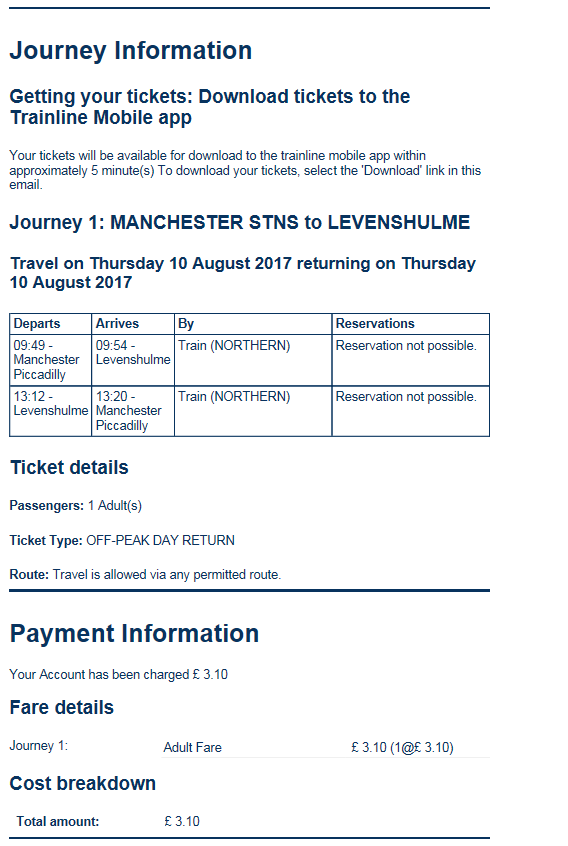 Journey Information
Getting your tickets: Download tickets to the
Trainline Mobile app
Your tickets will be available for download to the trainline mobile app within
approximately 5 minute(s) To download your tickets, select the 'Download' link in this
email.
Journey 1: MANCHESTER STNS to LEVENSHULME
Travel on Thursday 10 August 2017 returning on Thursday
10 August 2017
Departs Arrives By Reservations
09:49 - 09:54 - Train (NORTHERN) Reservation not possible.
Manchester Levenshulme
Piccadilly
13:12 - 13:20 - Train (NORTHERN) Reservation not possible.
Levenshulme Manchester
Piccadilly
Ticket details
Passengers: 1 Adult(s)
Ticket Type: OFF-PEAK DAY RETURN
Route: Travel is allowed via any permitted route.
Payment Information
Your Account has been charged £ 3.10
Fare details
Journey 1: Adult Fare £ 3.10 (1@£ 3.10)
Cost breakdown
Total amount: £ 3.10